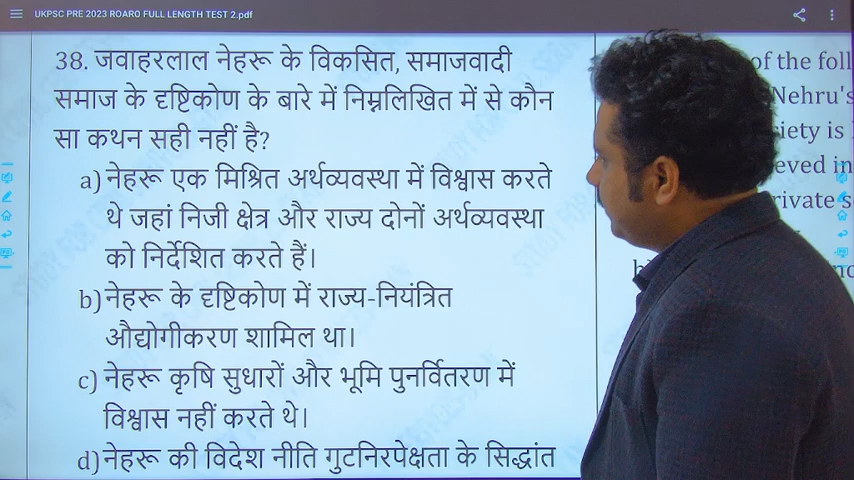 UKPSC PRE 2023 ROARO FULL LENGTH TEST 2.pdf
38. जवाहरलाल नेहरू के विकसित, समाजवादी
समाज के दृष्टिकोण के बारे में निम्नलिखित में से कौन
सा कथन सही नहीं है?
a) नेहरू एक मिश्रित अर्थव्यवस्था में विश्वास करते
थे जहां निजी क्षेत्र और राज्य दोनों अर्थव्यवस्था
को निर्देशित करते हैं।
b) नेहरू के दृष्टिकोण में राज्य-नियंत्रित
औद्योगीकरण शामिल था।
c) नेहरू कृषि सुधारों और भूमि पुनर्वितरण में
विश्वास नहीं करते थे।
d) नेहरू की विदेश नीति गुटनिरपेक्षता के सिद्धांत
of the foll
Nehru's
iety is
eved in
rivate s